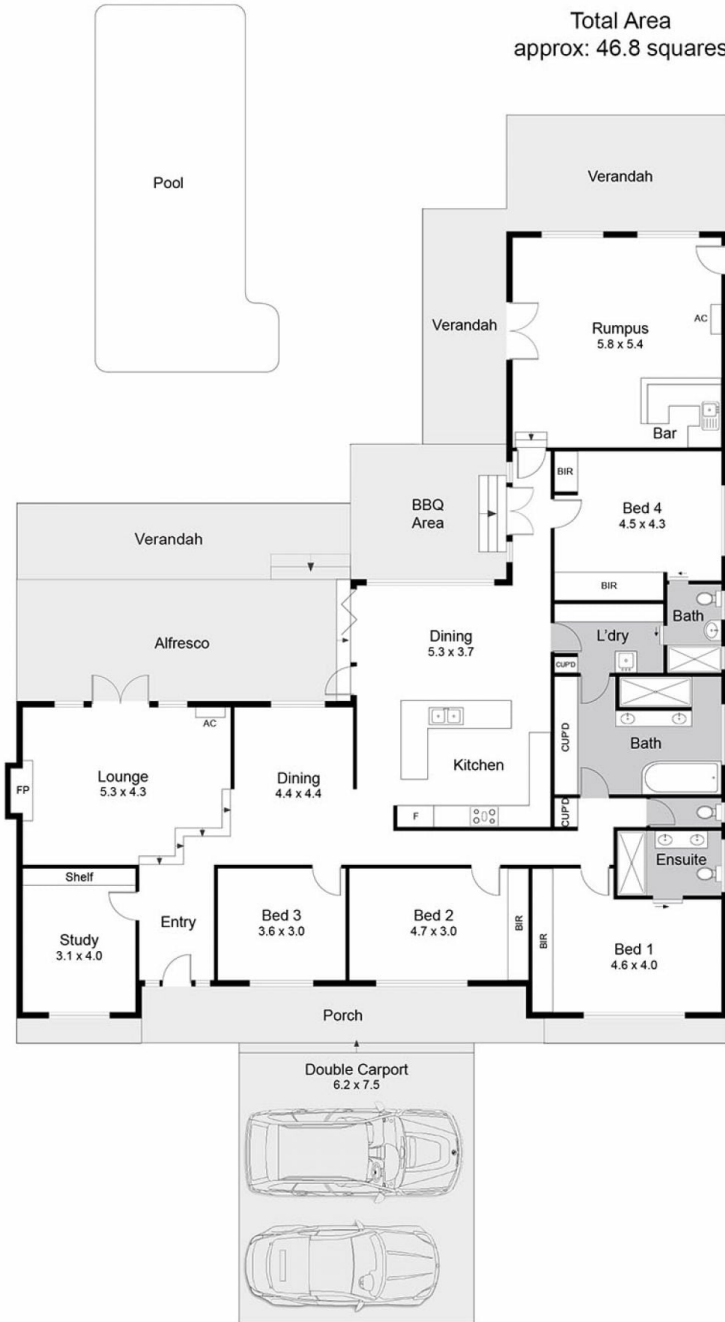 Total Area
approx: 46.8 squares
Pool
Verandah
Verandah
Rumpus
5.8 x 5.4
AC
Bar
BBQ
Area
BIR
Bed 4
4.5 x 4.3
BIR
Verandah
Alfresco
Dining
5.3 x 3.7
L'dry
Bath
CUP'D
CUP'D
Bath
AC
Lounge
5.3 x 4.3
FP
Dining
4.4 x 4.4
Kitchen
F
CUP'D
Ensuite
Shelf
Study
3.1 x 4.0
Entry
Bed 3
3.6 x 3.0
Bed 2
4.7 x 3.0
BIR
BIR
Bed 1
4.6 x 4.0
Porch
Double Carport
6.2 x 7.5